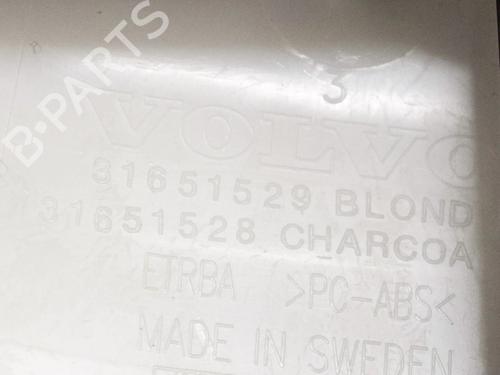 B-PARTS
3
VOLVO
31651529 BLOND
31651528 CHARCOA
ETRBA >PC-ABS<
MADE IN SWEDEN